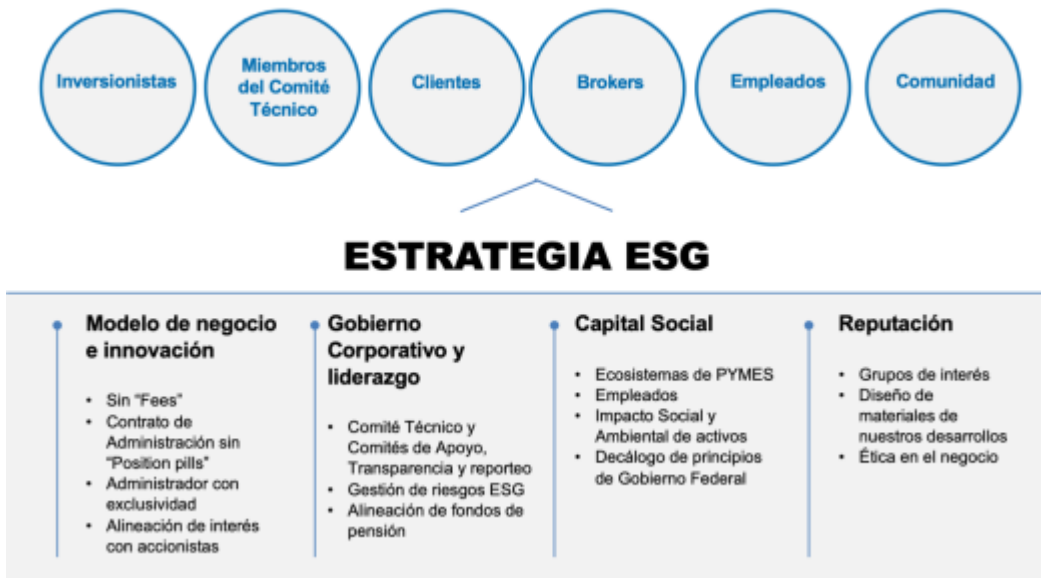 Inversionistas
Miembros
del Comité
Técnico
Clientes
Brokers
Empleados
Comunidad
ESTRATEGIA ESG
Modelo de negocio
e innovación
• Sin "Fees"
• Contrato de
Administración sin
"Position pills"
• Administrador con
exclusividad
• Alineación de interés
con accionistas
Gobierno
Corporativo y
liderazgo
• Comité Técnico y
Comités de Apoyo,
Transparencia y reporteo
• Gestión de riesgos ESG
• Alineación de fondos de
pensión
Capital Social
• Ecosistemas de PYMES
• Empleados
• Impacto Social y
Ambiental de activos
• Decálogo de principios
de Gobierno Federal
Reputación
• Grupos de interés
• Diseño de
materiales de
nuestros desarrollos
• Ética en el negocio